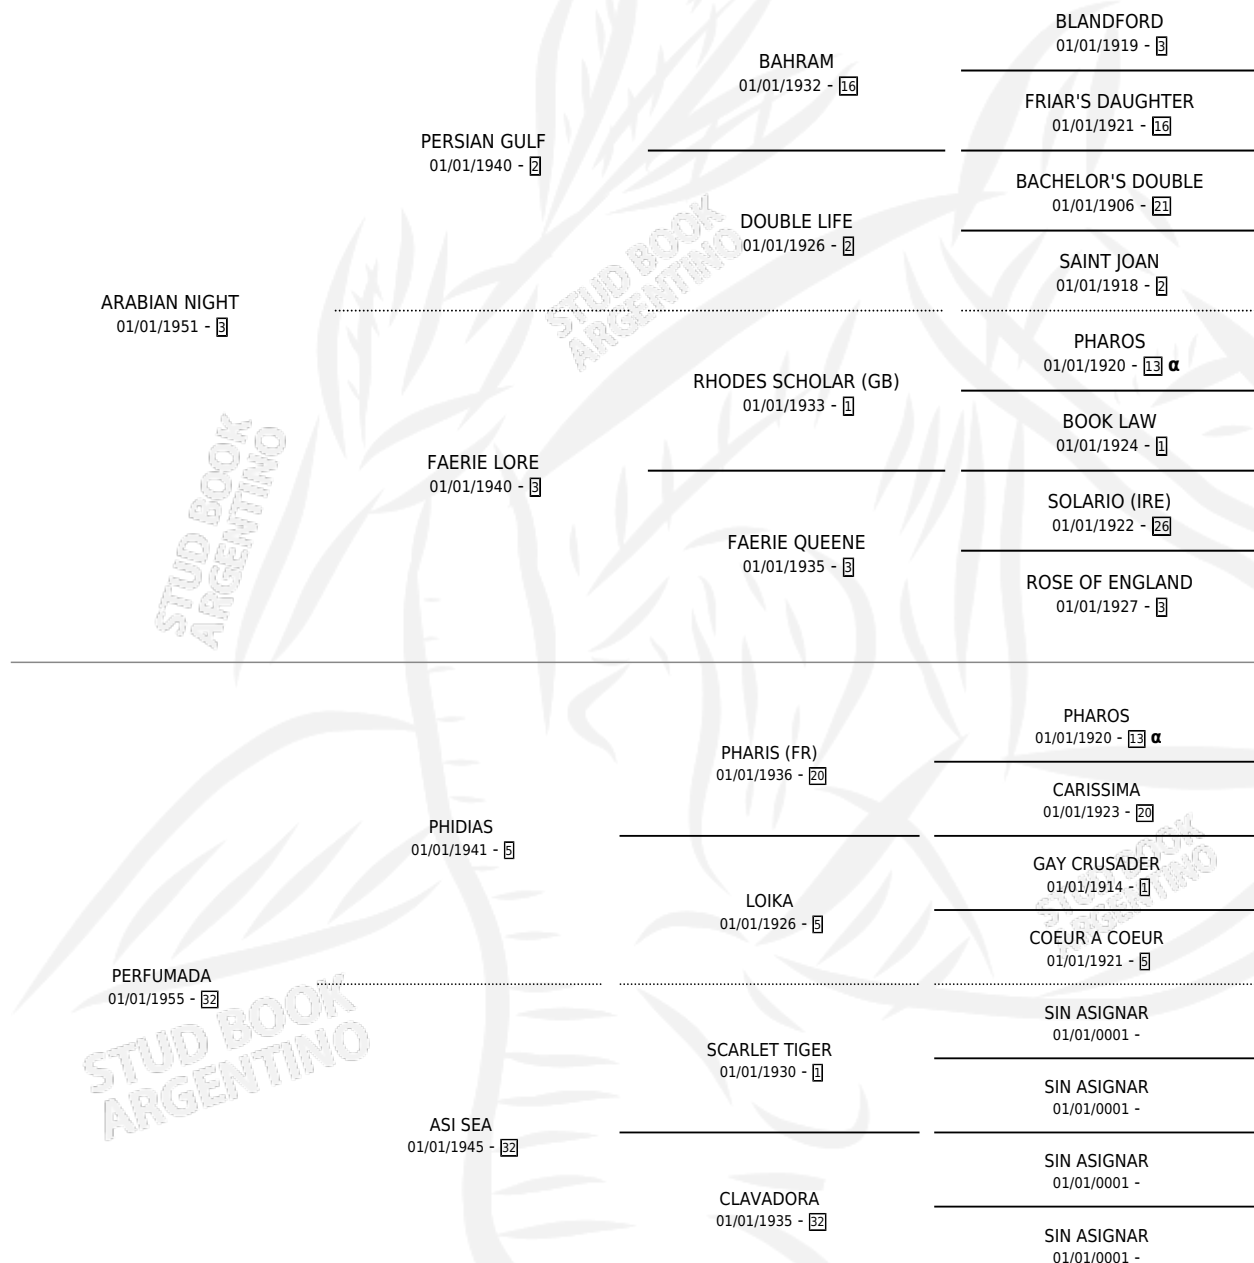 BLANDFORD
01/01/1919 - 3
BAHRAM
01/01/1932 - 16
FRIAR'S DAUGHTER
01/01/1921 - 16
PERSIAN GULF
01/01/1940 - 2
BACHELOR'S DOUBLE
01/01/1906 - 21
DOUBLE LIFE
01/01/1926 - 2
SAINT JOAN
01/01/1918 - 2
STUD BOOK
ARGENTINO
ARABIAN NIGHT
01/01/1951 - 3
PHAROS
01/01/1920 - 13 α
RHODES SCHOLAR (GB)
01/01/1933 - 1
BOOK LAW
01/01/1924 - 1
FAERIE LORE
01/01/1940 - 3
SOLARIO (IRE)
01/01/1922 - 26
FAERIE QUEENE
01/01/1935 - 3
ROSE OF ENGLAND
01/01/1927 - 3
STUD BOOK
ARGENTINO
PHAROS
01/01/1920 - 13 α
PHARIS (FR)
01/01/1936 - 20
CARISSIMA
01/01/1923 - 20
PHIDIAS
01/01/1941 - 5
GAY CRUSADER
01/01/1914 - 1
STUD BOOK
ARGENTINO
LOIKA
01/01/1926 - 5
COEUR A COEUR
01/01/1921 - 5
PERFUMADA
01/01/1955 - 32
STUD BOOK
ARGENTINO
SIN ASIGNAR
01/01/0001 -
SCARLET TIGER
01/01/1930 - 1
SIN ASIGNAR
01/01/0001 -
ASI SEA
01/01/1945 - 32
SIN ASIGNAR
01/01/0001 -
CLAVADORA
01/01/1935 - 32
SIN ASIGNAR
01/01/0001 -